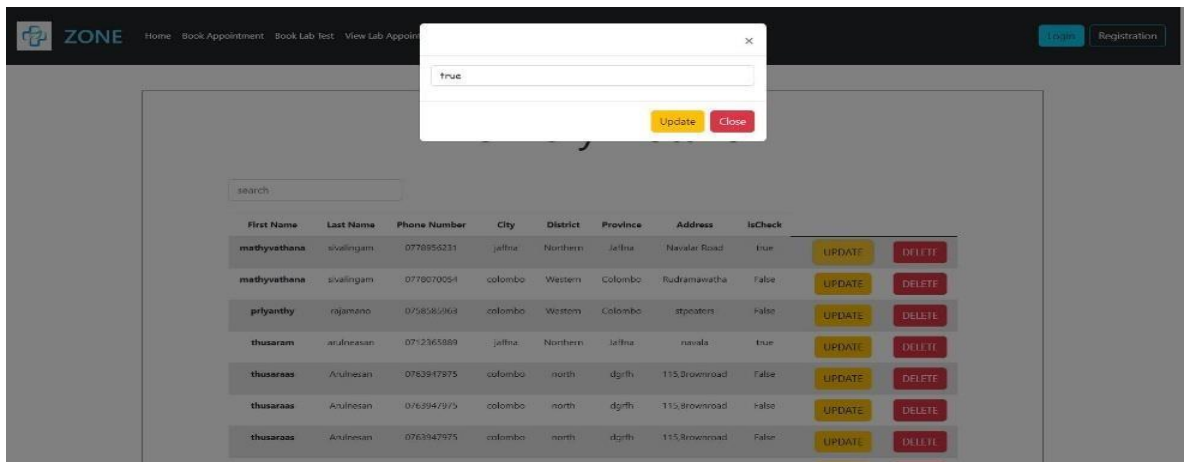 ZONE Home Book Appointment Book Lab Test View Lab Appoint × Login Registration
true
Update Close
search
First Name Last Name Phone Number City District Province Address IsCheck
mathyvathana sivalingam 0778956231 jaffna Northern Jaffna Navalar Road true UPDATE DELETE
mathyvathana sivalingam 0778070054 colombo Western Colombo Rudramawatha False UPDATE DELETE
priyanthy rajamano 0758585963 colombo Western Colombo stpeaters False UPDATE DELETE
thusaram arulneasan 0712365889 jaffna Northern Jaffna navala true UPDATE DELETE
thusaraas Arulnesan 0763947975 colombo north dgrfh 115,Brownroad False UPDATE DELETE
thusaraas Arulnesan 0763947975 colombo north dgrfh 115,Brownroad False UPDATE DELETE
thusaraas Arulnesan 0763947975 colombo north dgrfh 115,Brownroad False UPDATE DELETE